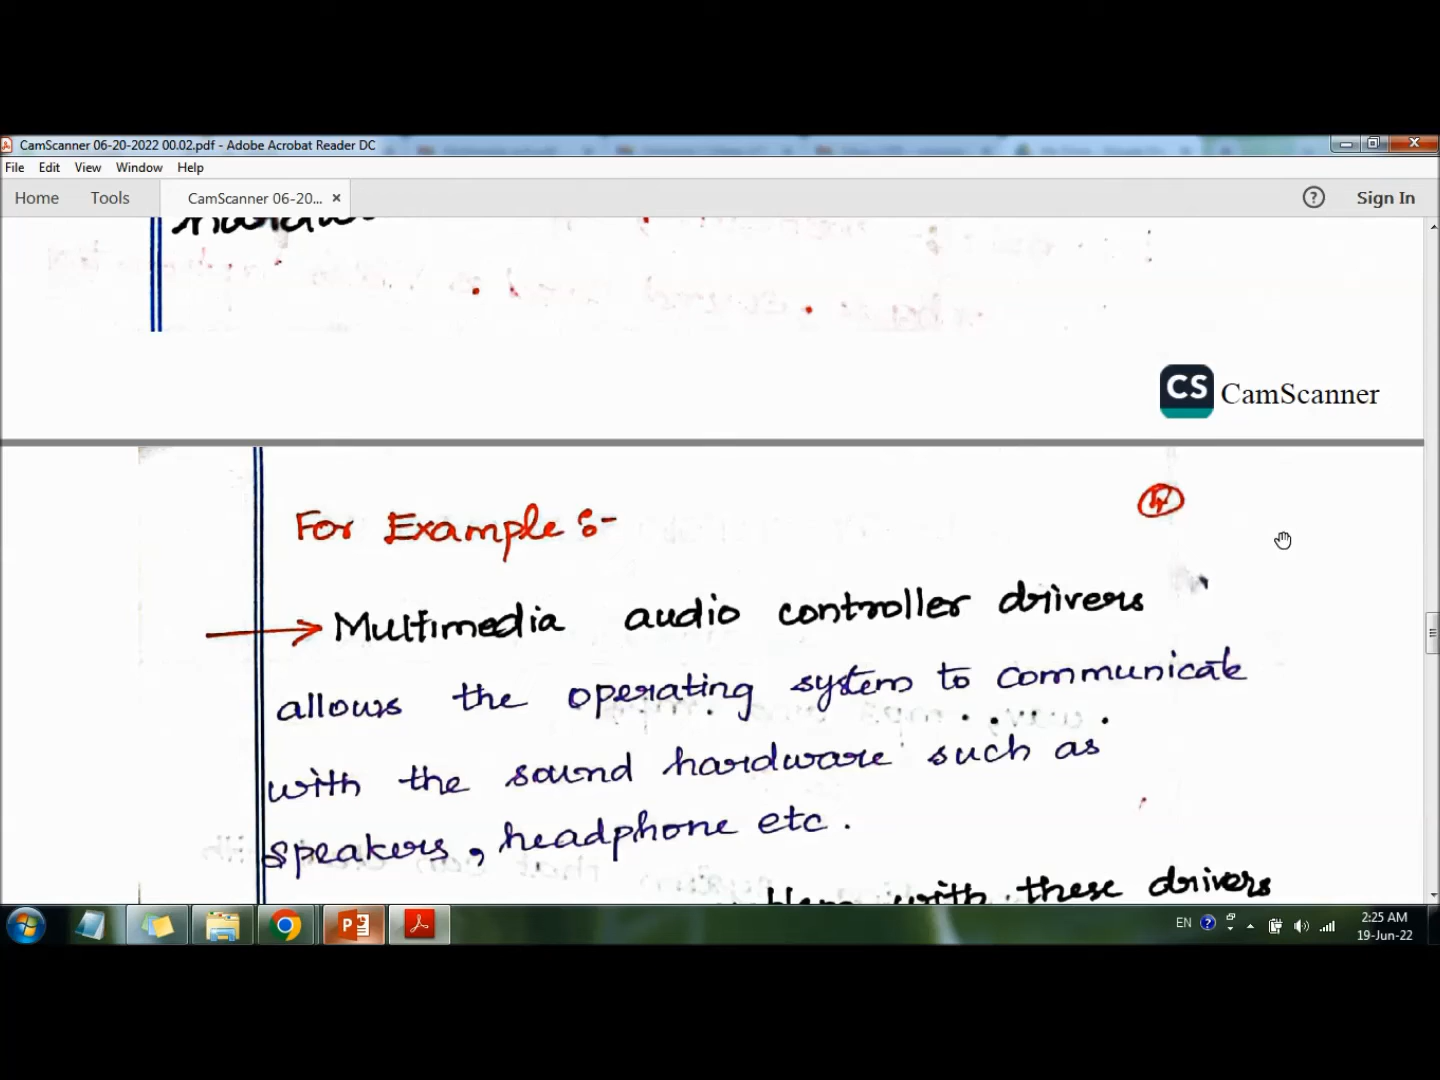 CamScanner 06-20-2022 00.02.pdf - Adobe Acrobat Reader DC
File Edit View Window Help
Home Tools CamScanner 06-20... × ? Sign In
CS CamScanner
For Example :-
→ Multimedia audio controller drivers
allows the operating system to communicate
with the sound hardware such as
speakers, headphone etc.
with these drivers
EN 2:25 AM
19-Jun-22